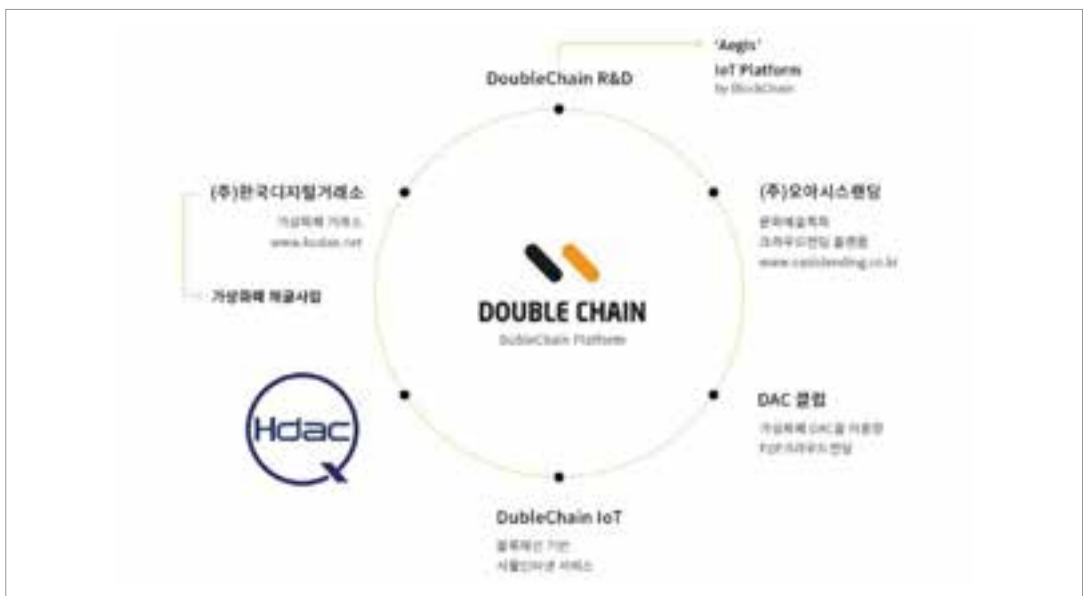 'Aegis'
IoT Platform
by BlockChain
DoubleChain R&D
(주)한국디지털거래소
가상화폐 거래소
www.kodax.net
가상화폐 채굴사업
(주)오아시스랜딩
문화예술특화
크라우드펀딩 플랫폼
www.oasislending.co.kr
DOUBLE CHAIN
DubleChain Platform
Hdac
DAC 클럽
가상화폐 DAC을 이용한
P2P크라우드 펀딩
DubleChain IoT
블록체인 기반
사물인터넷 서비스